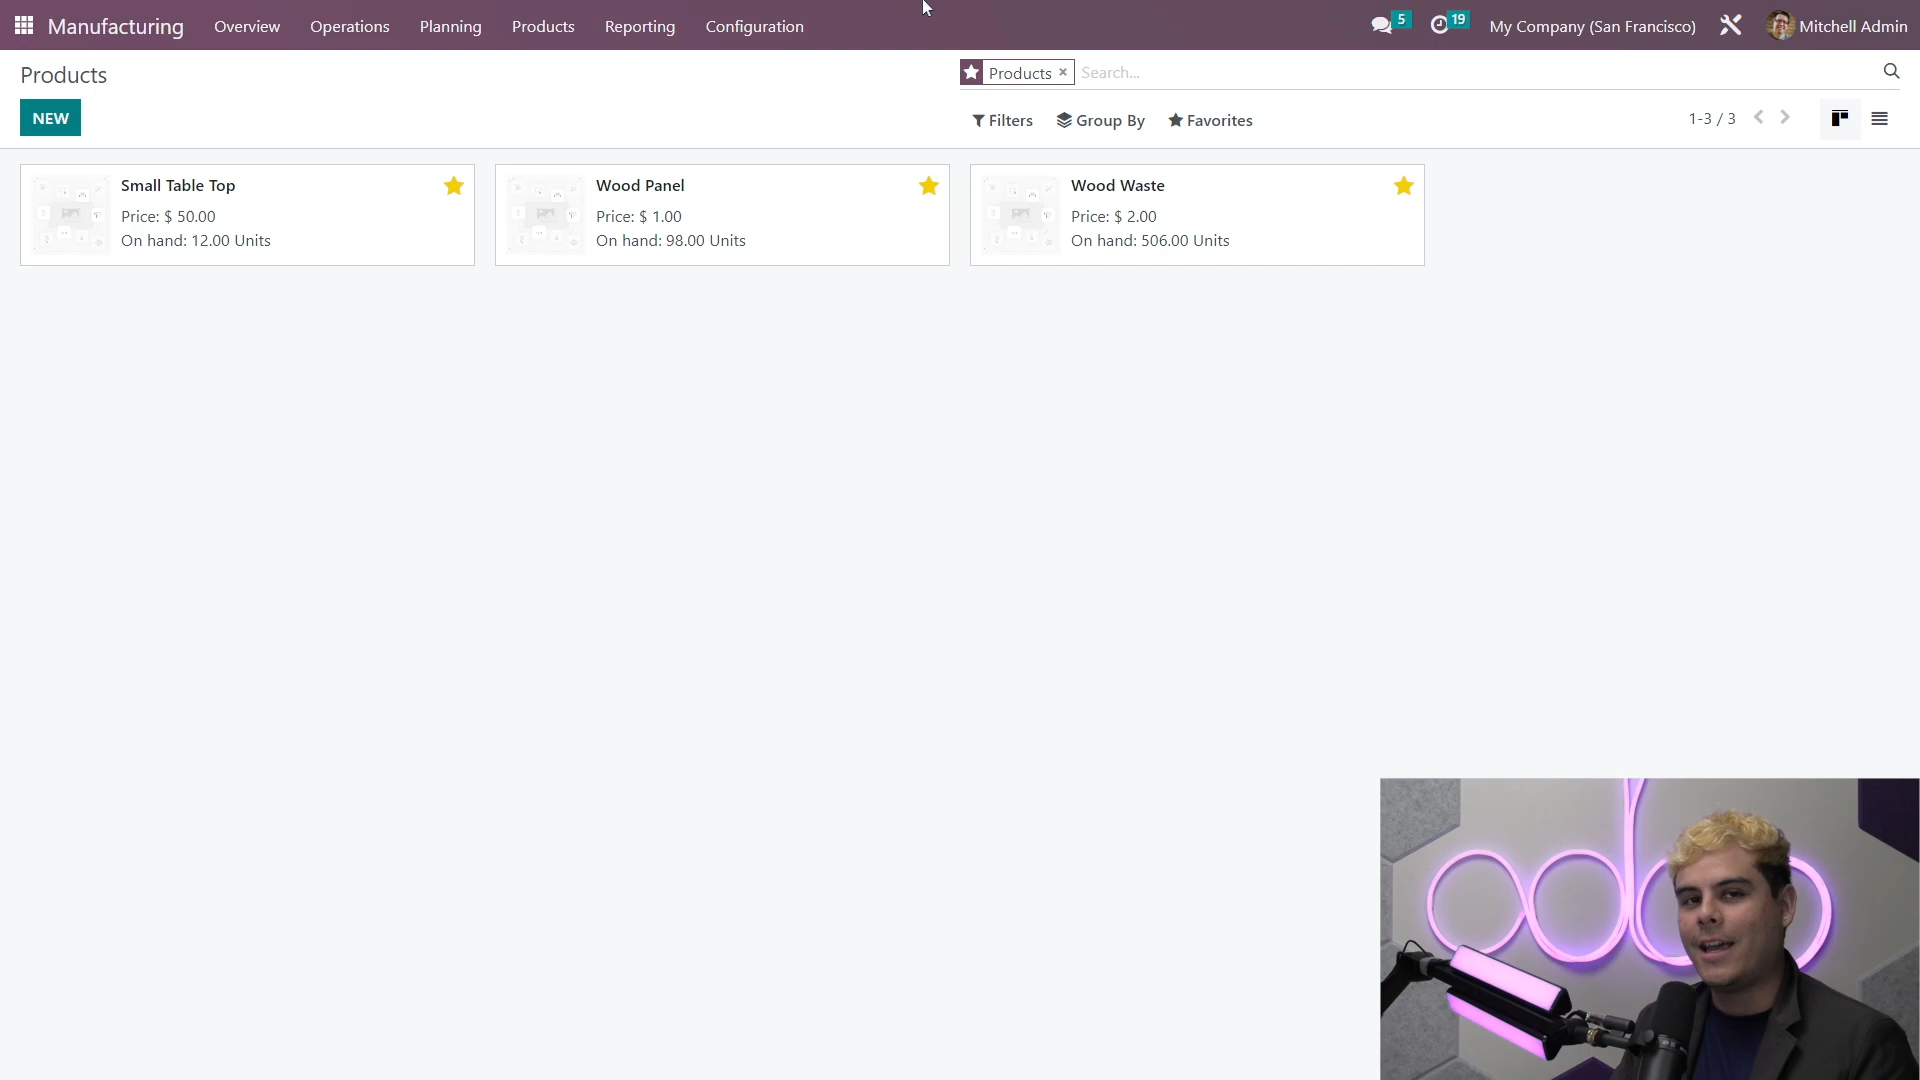 Manufacturing Overview Operations Planning Products Reporting Configuration 5 19 My Company (San Francisco) Mitchell Admin
Products
Products × Search...
NEW
Filters Group By Favorites 1-3 / 3
Small Table Top
Price: $ 50.00
On hand: 12.00 Units
Wood Panel
Price: $ 1.00
On hand: 98.00 Units
Wood Waste
Price: $ 2.00
On hand: 506.00 Units
odoo